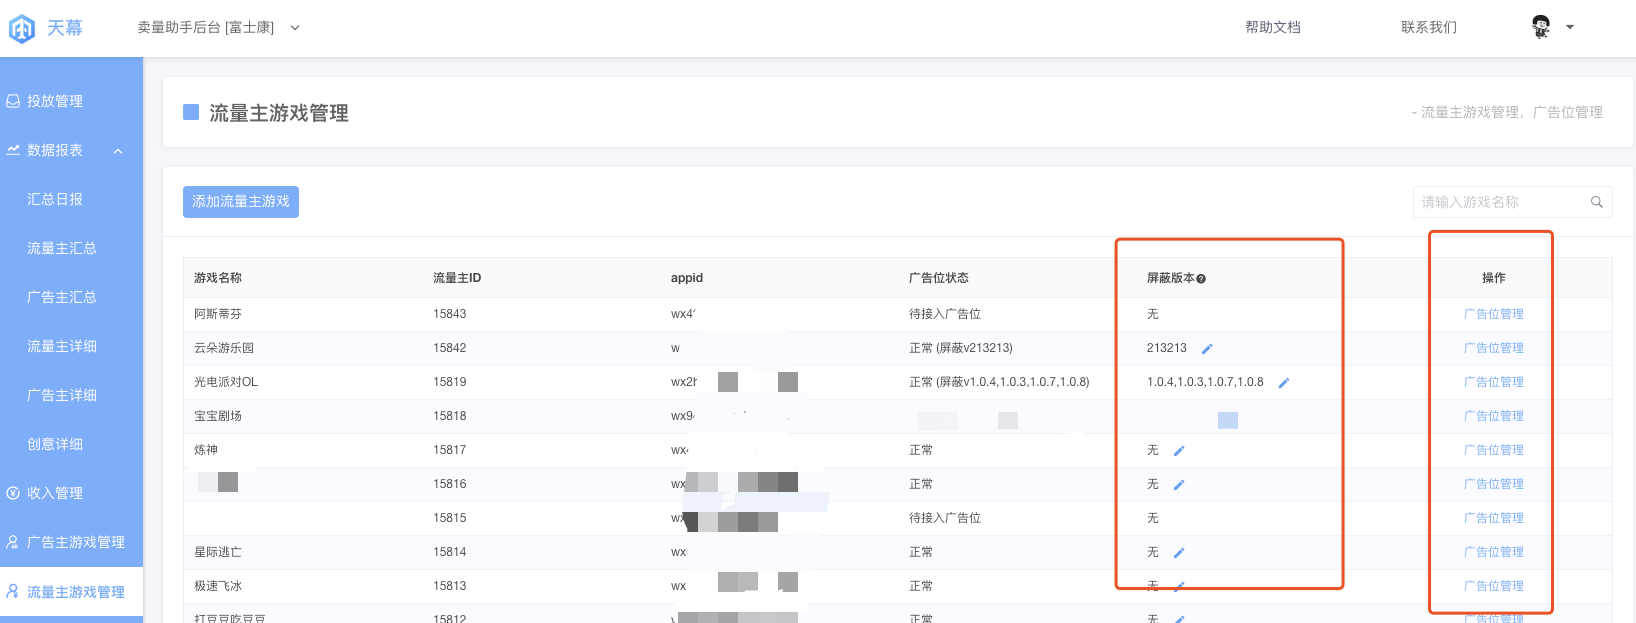 天幕
卖量助手后台 [富士康]
帮助文档
联系我们
投放管理
数据报表
汇总日报
流量主汇总
广告主汇总
流量主详细
广告主详细
创意详细
收入管理
广告主游戏管理
流量主游戏管理
流量主游戏管理
- 流量主游戏管理，广告位管理
添加流量主游戏
请输入游戏名称
游戏名称 流量主ID appid 广告位状态 屏蔽版本 操作
阿斯蒂芬 15843 wx4 待接入广告位 无 广告位管理
云朵游乐园 15842 w 正常 (屏蔽v213213) 213213 广告位管理
光电派对OL 15819 wx2 正常 (屏蔽v1.0.4,1.0.3,1.0.7,1.0.8) 1.0.4,1.0.3,1.0.7,1.0.8 广告位管理
宝宝剧场 15818 wx9 广告位管理
炼神 15817 wx 正常 无 广告位管理
15816 wx 正常 无 广告位管理
15815 wx 待接入广告位 无 广告位管理
星际逃亡 15814 wx 正常 无 广告位管理
极速飞冰 15813 wx 正常 无 广告位管理
打豆豆吃豆豆 15812 正常 无 广告位管理